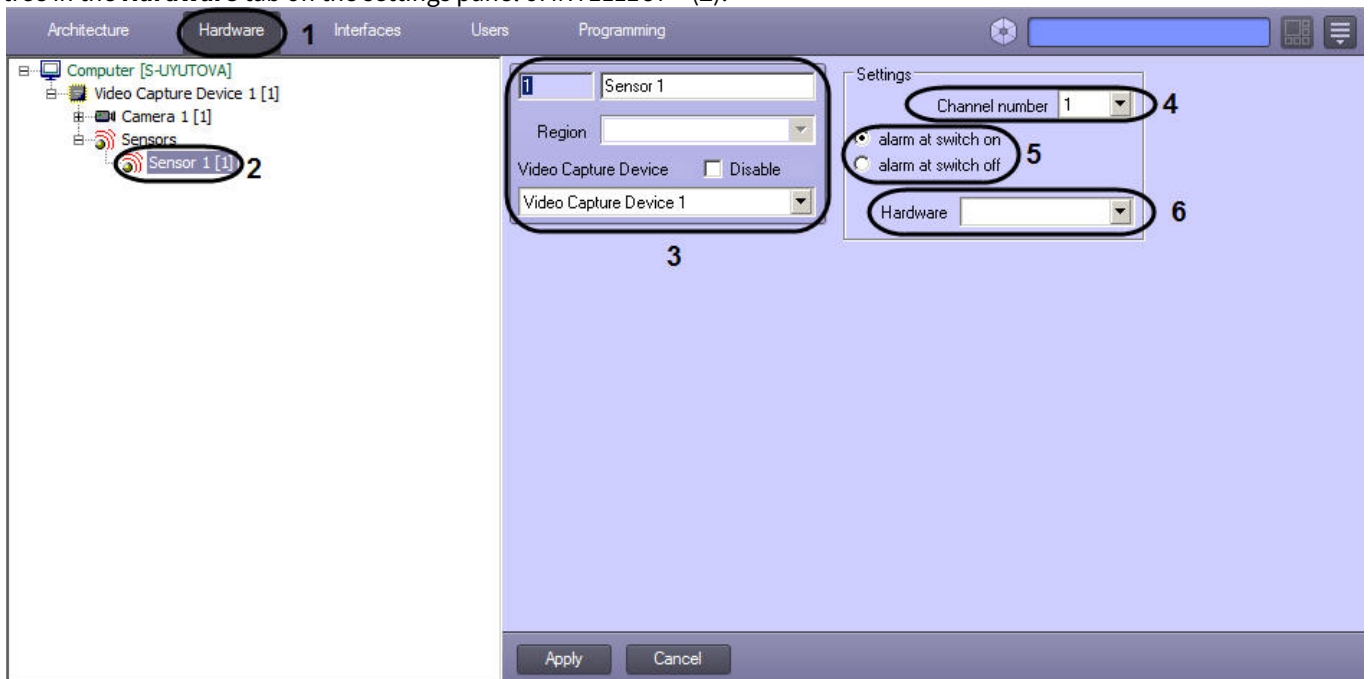 Architecture Hardware 1 Interfaces Users Programming
Computer [S-UYUTOVA]
Video Capture Device 1 [1]
Camera 1 [1]
Sensors
Sensor 1 [1] 2
1 Sensor 1
Region
Video Capture Device Disable
Video Capture Device 1
3
Settings
Channel number 1 4
alarm at switch on
alarm at switch off 5
Hardware 6
Apply Cancel